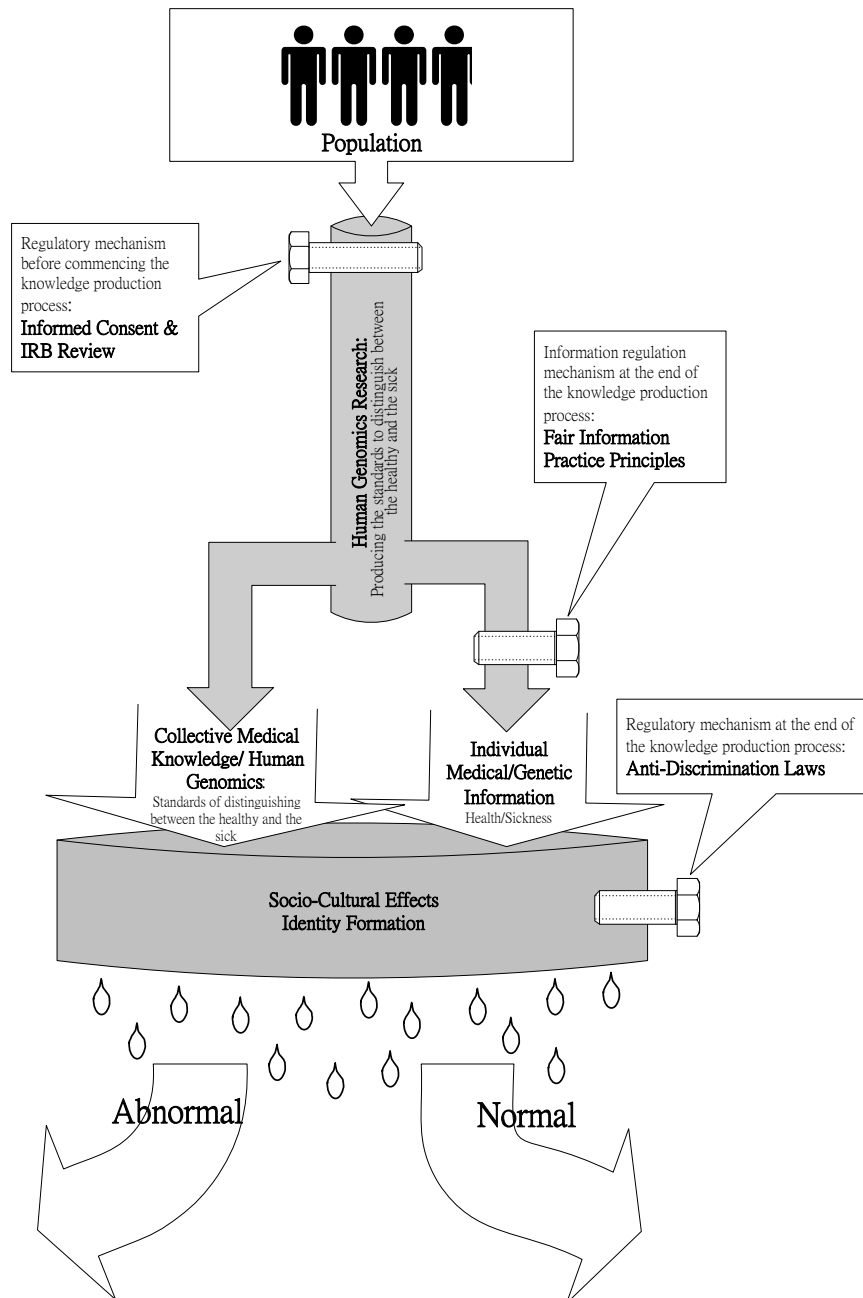 Population
Regulatory mechanism
before commencing the
knowledge production
process:
Informed Consent &
IRB Review
Human Genomics Research:
Producing the standards to distinguish between
the healthy and the sick
Information regulation
mechanism at the end of
the knowledge production
process:
Fair Information
Practice Principles
Collective Medical
Knowledge/ Human
Genomics:
Standards of distinguishing
between the healthy and the
sick
Individual
Medical/Genetic
Information
Health/Sickness
Regulatory mechanism at the end of
the knowledge production process:
Anti-Discrimination Laws
Socio-Cultural Effects
Identity Formation
Abnormal
Normal